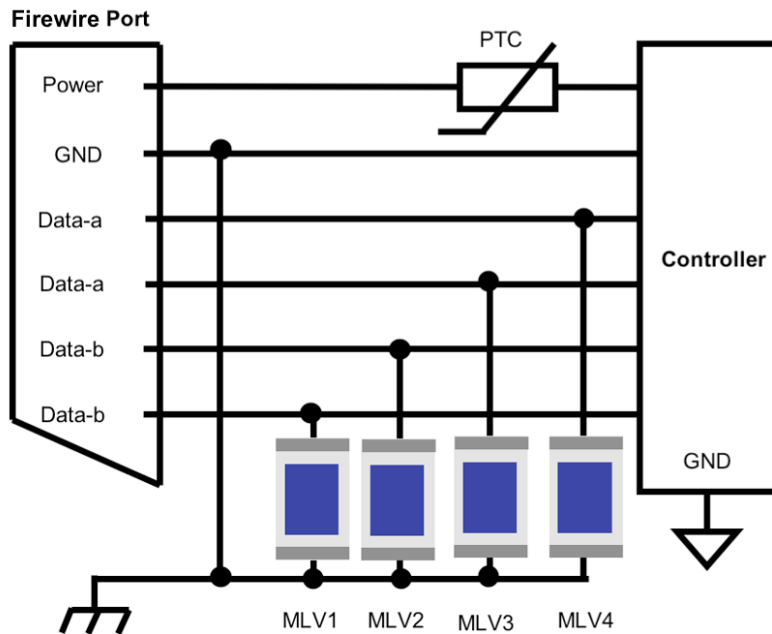 Firewire Port
PTC
Power
GND
Data-a
Data-a
Controller
Data-b
Data-b
GND
MLV1 MLV2 MLV3 MLV4